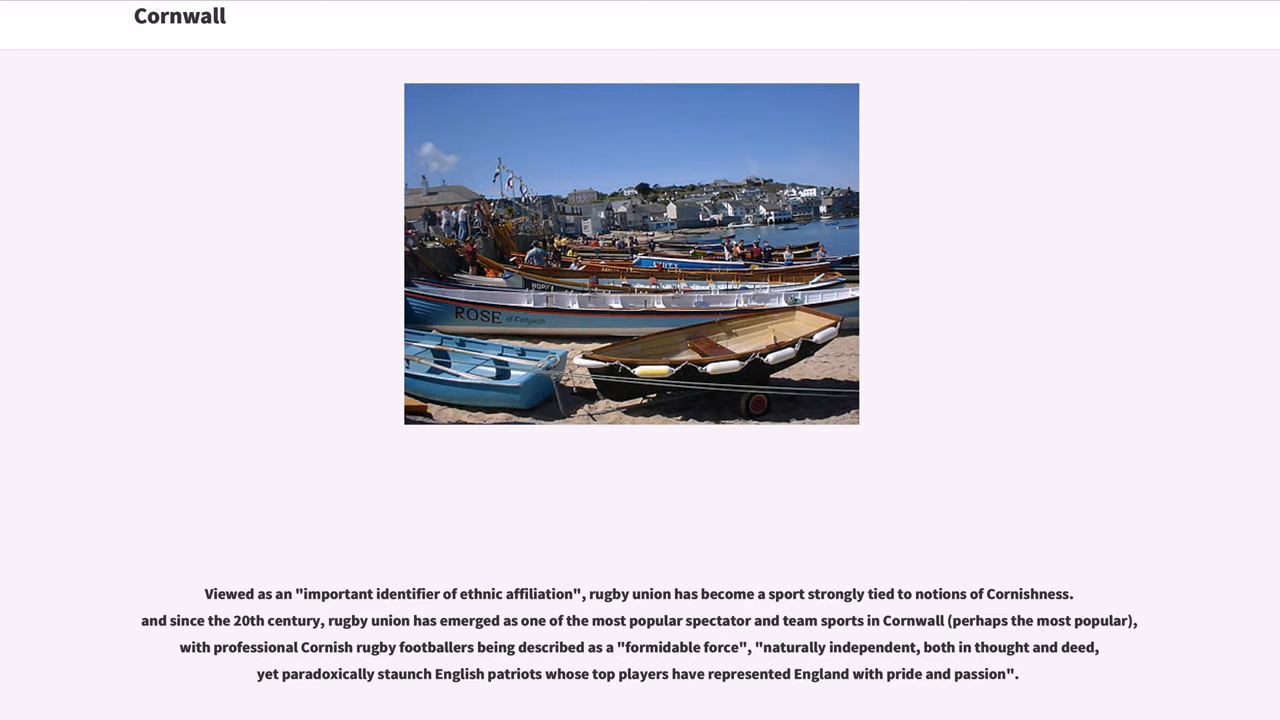 Cornwall
ROSE of Cadgwith
Viewed as an "important identifier of ethnic affiliation", rugby union has become a sport strongly tied to notions of Cornishness.
and since the 20th century, rugby union has emerged as one of the most popular spectator and team sports in Cornwall (perhaps the most popular),
with professional Cornish rugby footballers being described as a "formidable force", "naturally independent, both in thought and deed,
yet paradoxically staunch English patriots whose top players have represented England with pride and passion".